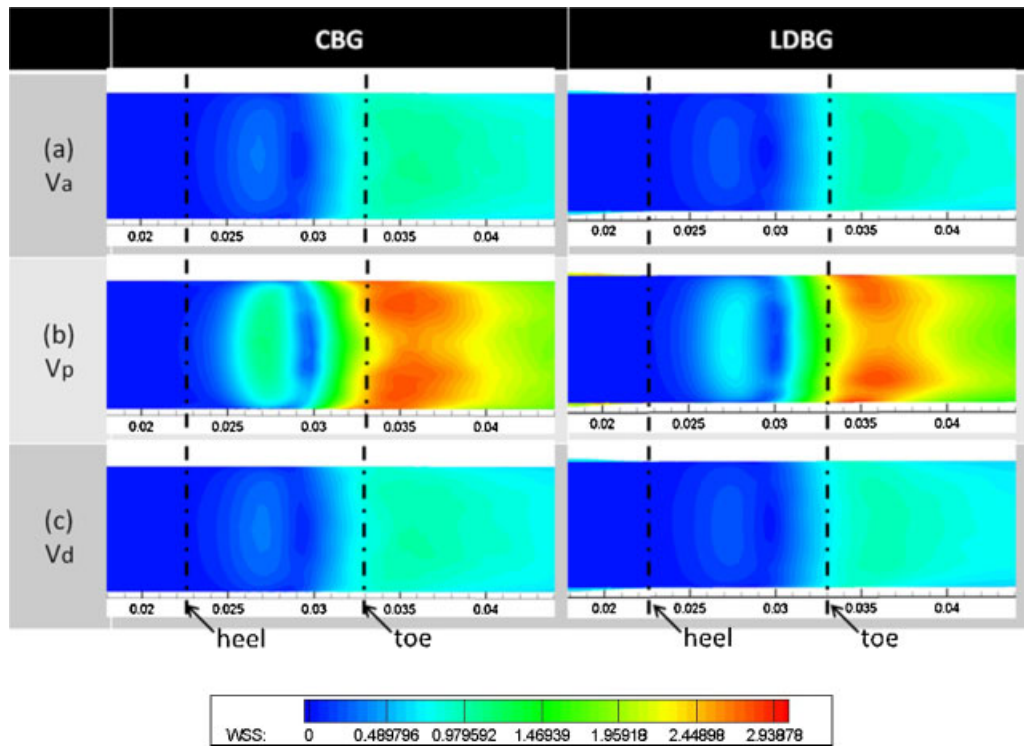 CBG LDBG
(a)
Va
0.02 0.025 0.03 0.035 0.04 0.02 0.025 0.03 0.035 0.04
(b)
Vp
0.02 0.025 0.03 0.035 0.04 0.02 0.025 0.03 0.035 0.04
(c)
Vd
0.02 0.025 0.03 0.035 0.04 0.02 0.025 0.03 0.035 0.04
heel toe heel toe
WSS: 0 0.489796 0.979592 1.46939 1.95918 2.44898 2.93878